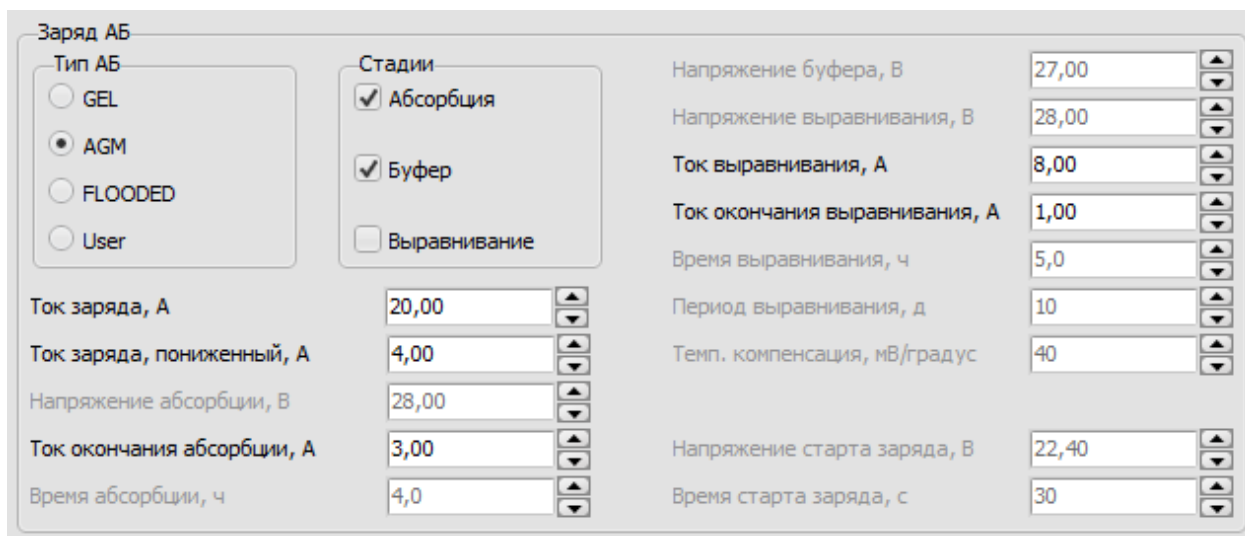 Заряд АБ
Тип АБ
GEL
AGM
FLOODED
User
Стадии
Абсорбция
Буфер
Выравнивание
Ток заряда, А 20,00
Ток заряда, пониженный, А 4,00
Напряжение абсорбции, В 28,00
Ток окончания абсорбции, А 3,00
Время абсорбции, ч 4,0
Напряжение буфера, В 27,00
Напряжение выравнивания, В 28,00
Ток выравнивания, А 8,00
Ток окончания выравнивания, А 1,00
Время выравнивания, ч 5,0
Период выравнивания, д 10
Темп. компенсация, мВ/градус 40
Напряжение старта заряда, В 22,40
Время старта заряда, с 30